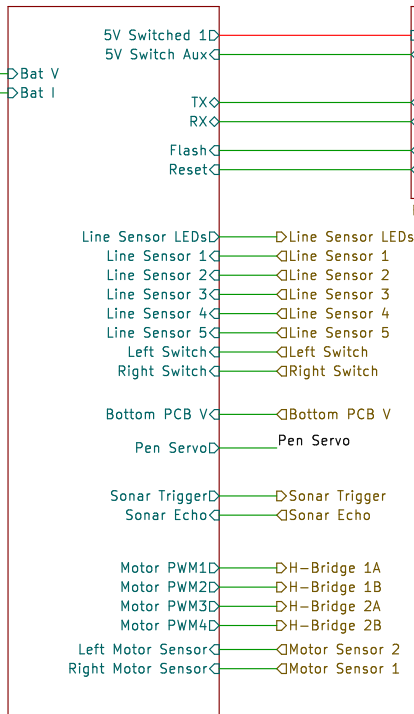 5V Switched 1
5V Switch Aux
Bat V
Bat I
TX
RX
Flash
Reset
Line Sensor LEDs Line Sensor LEDs
Line Sensor 1 Line Sensor 1
Line Sensor 2 Line Sensor 2
Line Sensor 3 Line Sensor 3
Line Sensor 4 Line Sensor 4
Line Sensor 5 Line Sensor 5
Left Switch Left Switch
Right Switch Right Switch
Bottom PCB V Bottom PCB V
Pen Servo Pen Servo
Sonar Trigger Sonar Trigger
Sonar Echo Sonar Echo
Motor PWM1 H-Bridge 1A
Motor PWM2 H-Bridge 1B
Motor PWM3 H-Bridge 2A
Motor PWM4 H-Bridge 2B
Left Motor Sensor Motor Sensor 2
Right Motor Sensor Motor Sensor 1